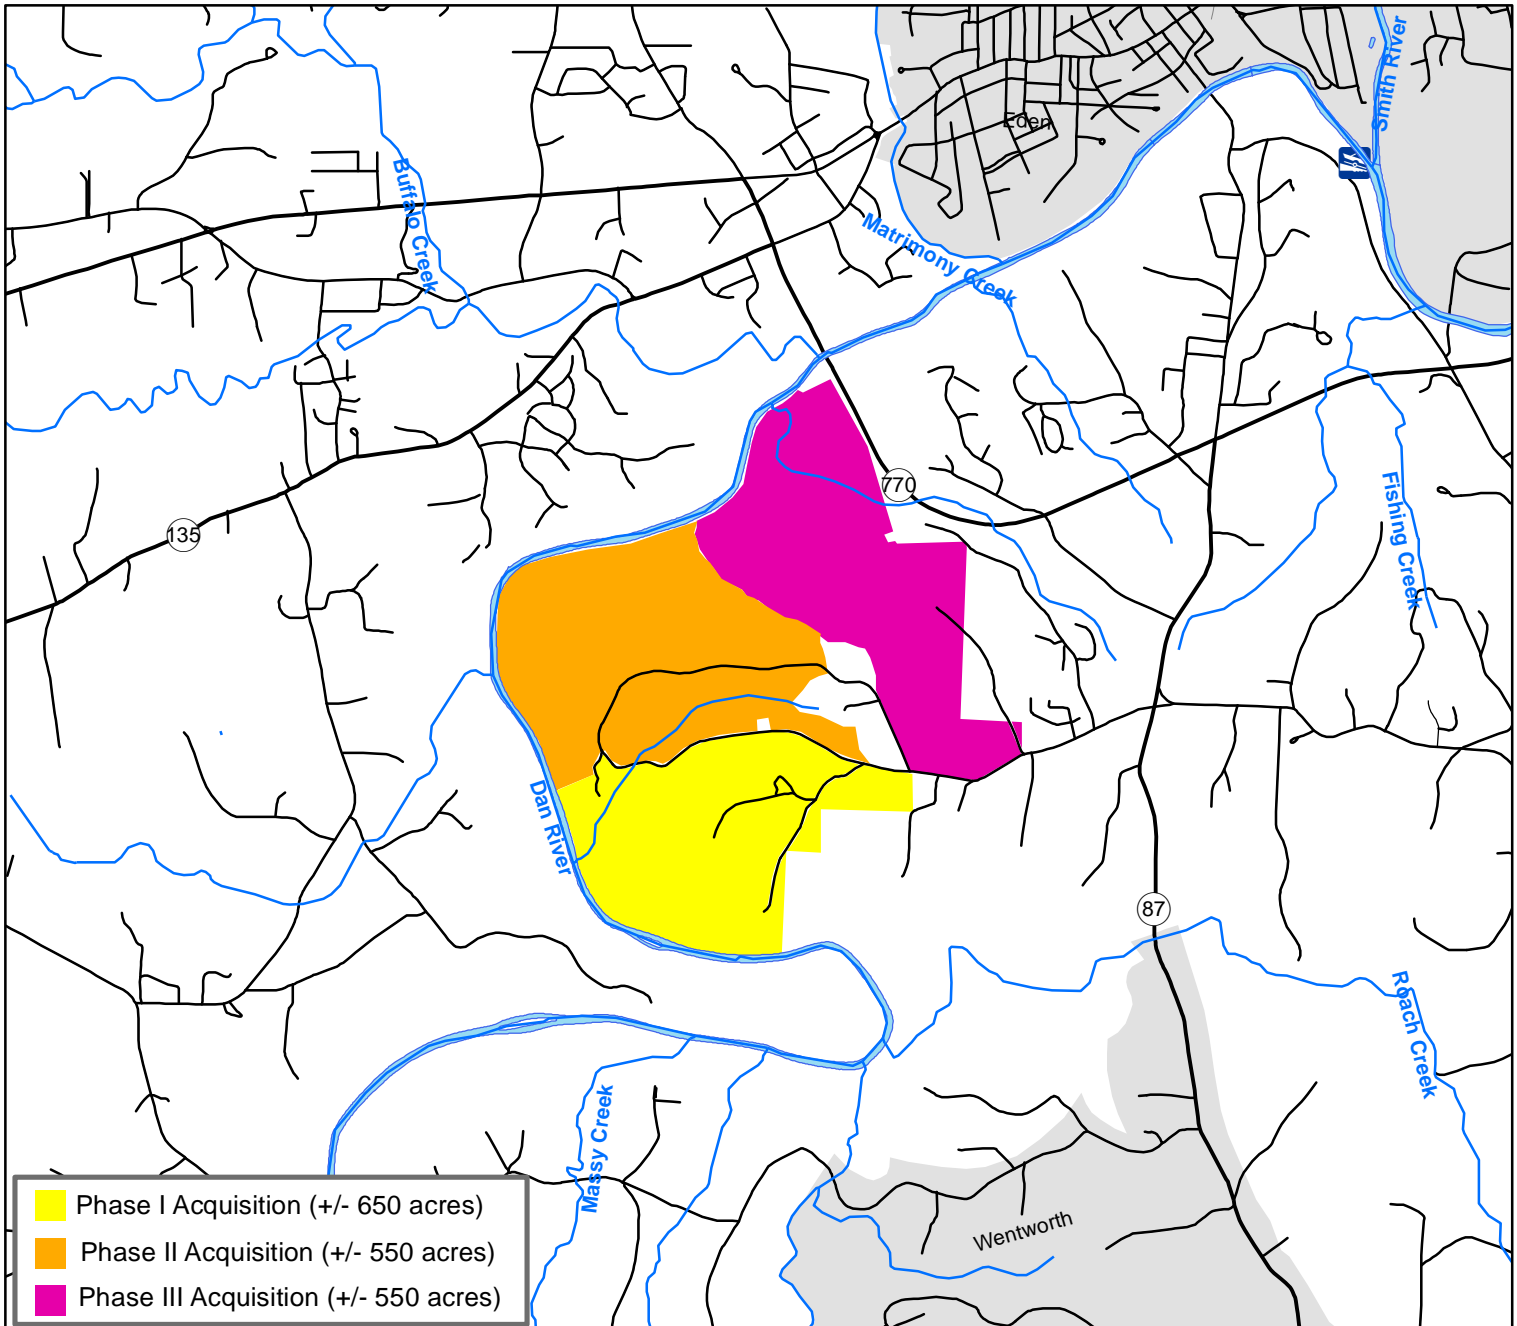 Smith River
Eden
Buffalo Creek
Matrimony Creek
770
135
Fishing Creek
Dan River
87
Roach Creek
Massy Creek
Wentworth
Phase I Acquisition (+/- 650 acres)
Phase II Acquisition (+/- 550 acres)
Phase III Acquisition (+/- 550 acres)